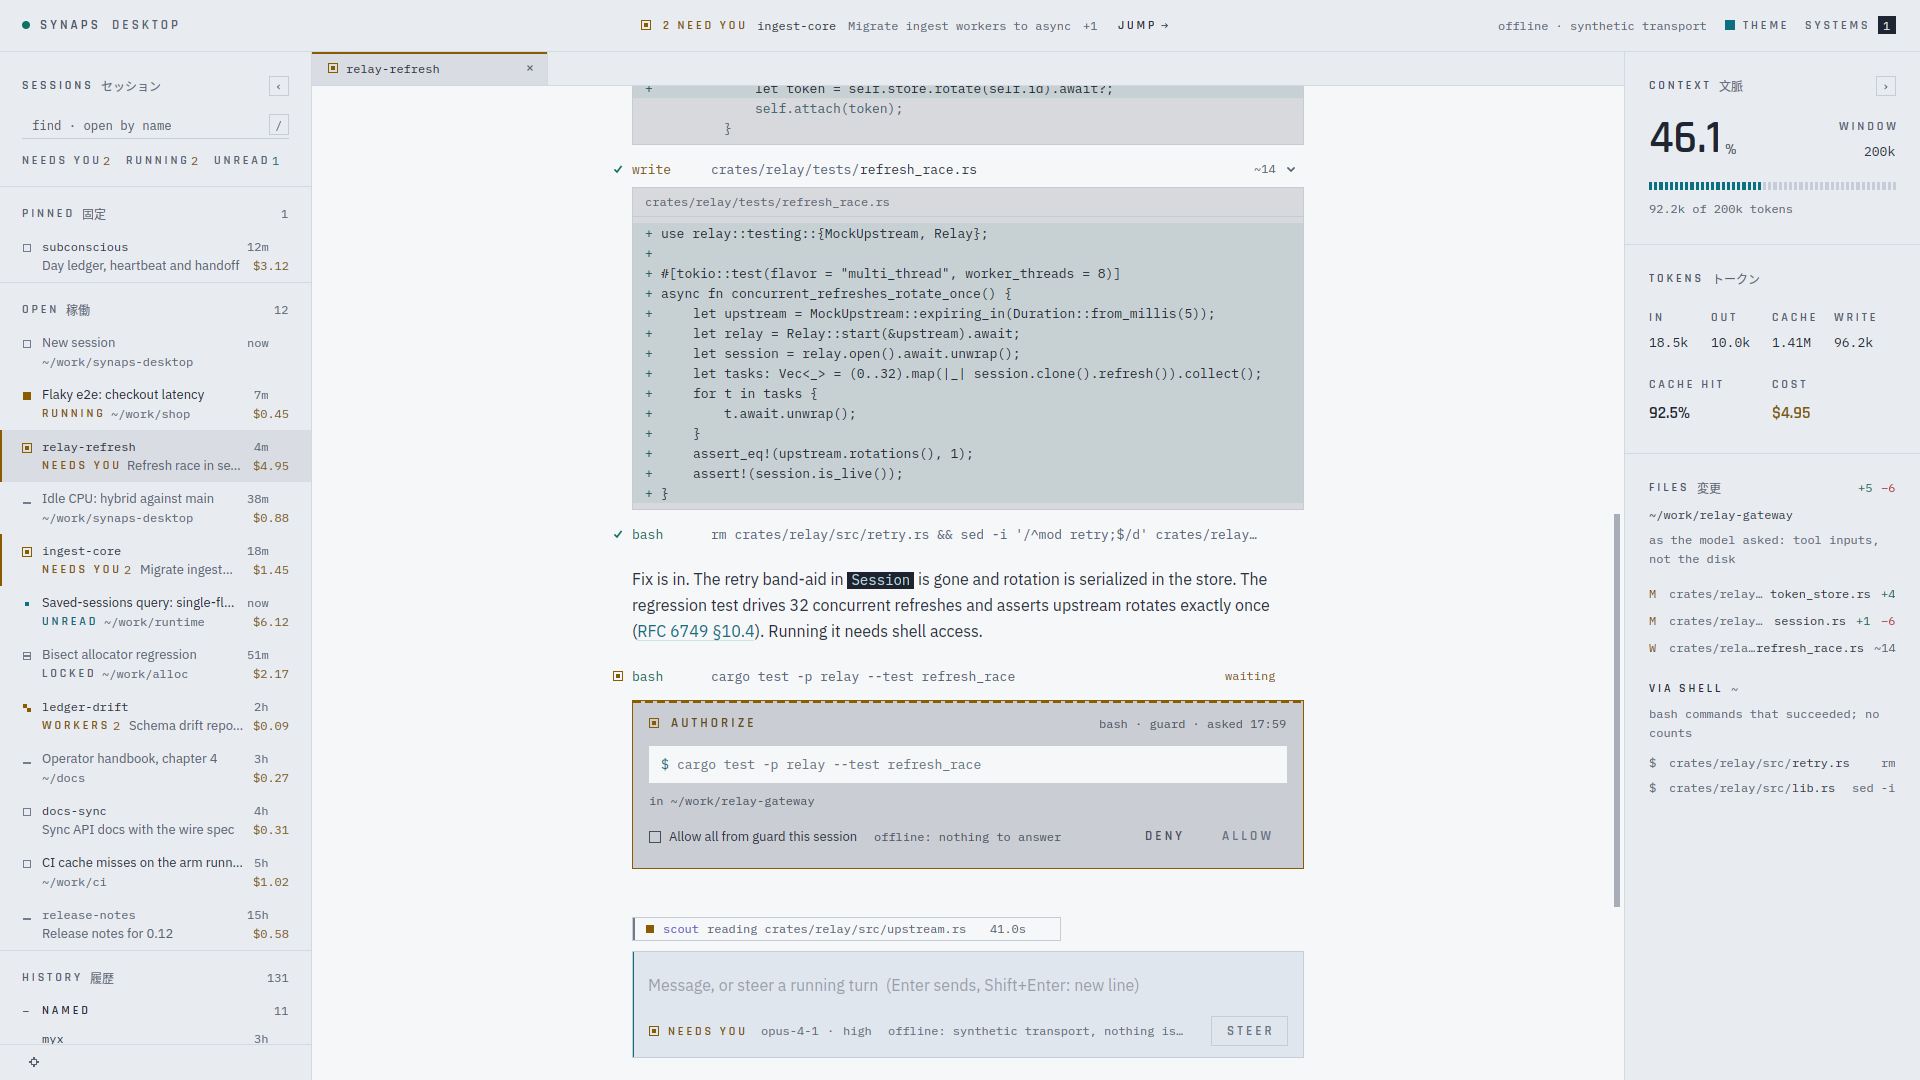 SYNAPS DESKTOP
2 NEED YOU ingest-core Migrate ingest workers to async +1 JUMP →
offline · synthetic transport THEME SYSTEMS 1
SESSIONS セッション ‹
find · open by name /
NEEDS YOU 2 RUNNING 2 UNREAD 1
PINNED 固定 1
subconscious 12m
Day ledger, heartbeat and handoff $3.12
OPEN 稼働 12
New session now
~/work/synaps-desktop
Flaky e2e: checkout latency 7m
RUNNING ~/work/shop $0.45
relay-refresh 4m
NEEDS YOU Refresh race in se… $4.95
Idle CPU: hybrid against main 38m
~/work/synaps-desktop $0.88
ingest-core 18m
NEEDS YOU 2 Migrate ingest… $1.45
Saved-sessions query: single-fl… now
UNREAD ~/work/runtime $6.12
Bisect allocator regression 51m
LOCKED ~/work/alloc $2.17
ledger-drift 2h
WORKERS 2 Schema drift repo… $0.09
Operator handbook, chapter 4 3h
~/docs $0.27
docs-sync 4h
Sync API docs with the wire spec $0.31
CI cache misses on the arm runn… 5h
~/work/ci $1.02
release-notes 15h
Release notes for 0.12 $0.58
HISTORY 履歴 131
– NAMED 11
myx 3h
relay-refresh ×
+ let token = self.store.rotate(self.id).await?;
self.attach(token);
}
write crates/relay/tests/refresh_race.rs ~14
crates/relay/tests/refresh_race.rs
+ use relay::testing::{MockUpstream, Relay};
+
+ #[tokio::test(flavor = "multi_thread", worker_threads = 8)]
+ async fn concurrent_refreshes_rotate_once() {
+ let upstream = MockUpstream::expiring_in(Duration::from_millis(5));
+ let relay = Relay::start(&upstream).await;
+ let session = relay.open().await.unwrap();
+ let tasks: Vec<_> = (0..32).map(|_| session.clone().refresh()).collect();
+ for t in tasks {
+ t.await.unwrap();
+ }
+ assert_eq!(upstream.rotations(), 1);
+ assert!(session.is_live());
+ }
bash rm crates/relay/src/retry.rs && sed -i '/^mod retry;$/d' crates/relay…
Fix is in. The retry band-aid in Session is gone and rotation is serialized in the store. The
regression test drives 32 concurrent refreshes and asserts upstream rotates exactly once
(RFC 6749 §10.4). Running it needs shell access.
bash cargo test -p relay --test refresh_race waiting
AUTHORIZE bash · guard · asked 17:59
$ cargo test -p relay --test refresh_race
in ~/work/relay-gateway
Allow all from guard this session offline: nothing to answer DENY ALLOW
scout reading crates/relay/src/upstream.rs 41.0s
Message, or steer a running turn (Enter sends, Shift+Enter: new line)
NEEDS YOU opus-4-1 · high offline: synthetic transport, nothing is… STEER
CONTEXT 文脈 ›
46.1% WINDOW
200k
92.2k of 200k tokens
TOKENS トークン
IN OUT CACHE WRITE
18.5k 10.0k 1.41M 96.2k
CACHE HIT COST
92.5% $4.95
FILES 変更 +5 −6
~/work/relay-gateway
as the model asked: tool inputs,
not the disk
M crates/relay… token_store.rs +4
M crates/relay… session.rs +1 −6
W crates/rela…refresh_race.rs ~14
VIA SHELL ~
bash commands that succeeded; no
counts
$ crates/relay/src/retry.rs rm
$ crates/relay/src/lib.rs sed -i